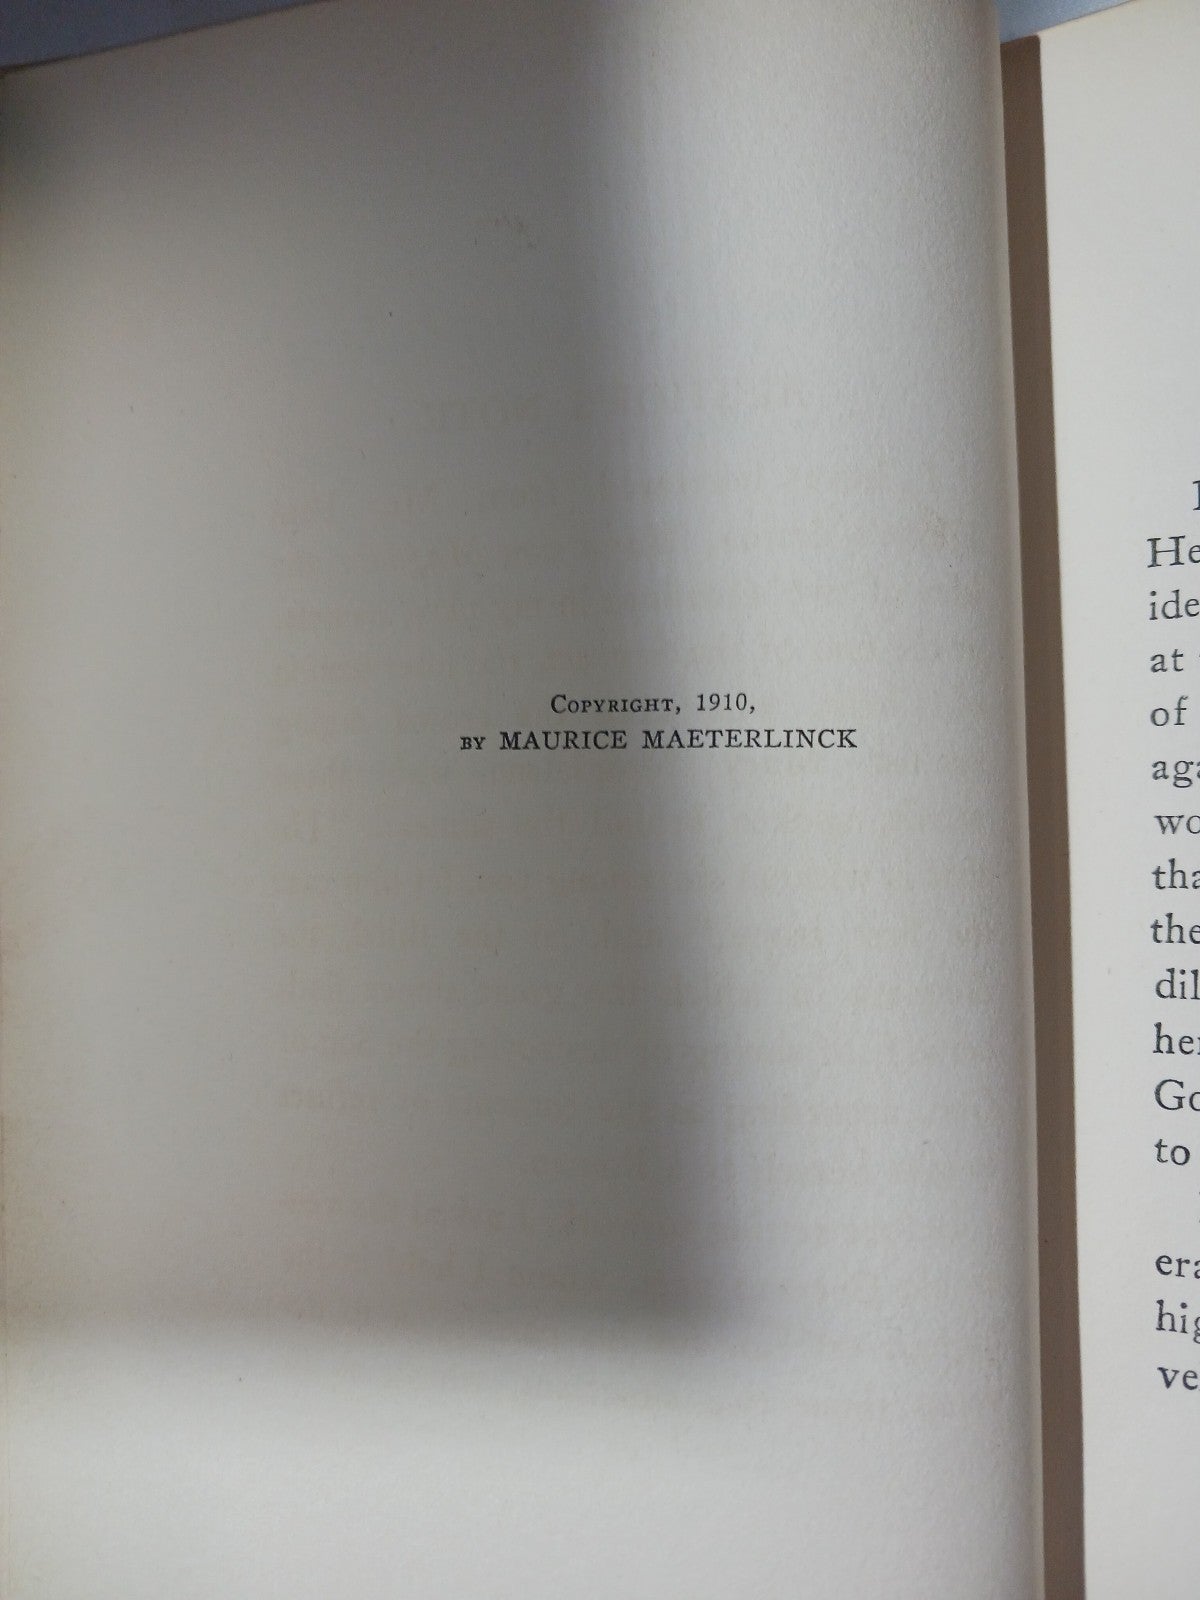 Copyright, 1910,
by MAURICE MAETERLINCK
He
ide
at
of
aga
wo
tha
the
dil
her
Go
to
era
hig
ve